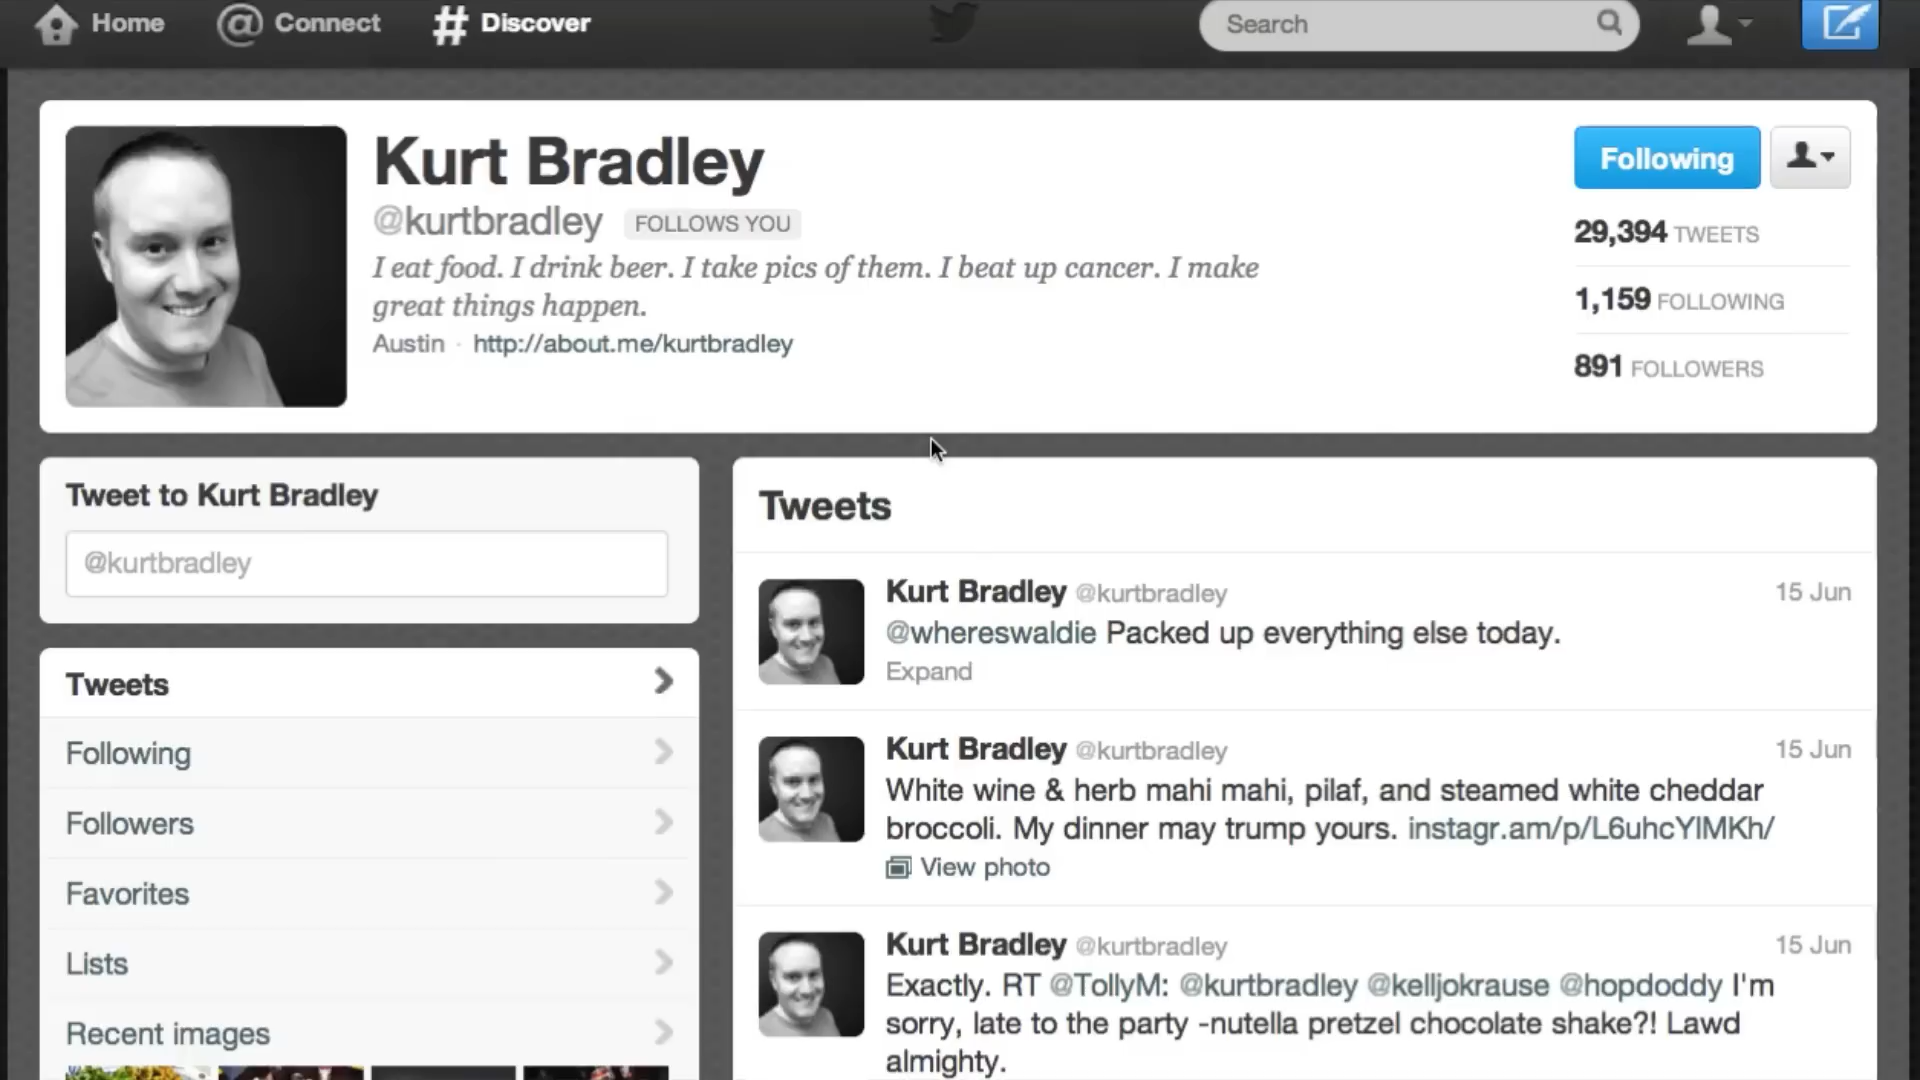 Home
@ Connect
# Discover
Search
Kurt Bradley
@kurtbradley FOLLOWS YOU
I eat food. I drink beer. I take pics of them. I beat up cancer. I make
great things happen.
Austin · http://about.me/kurtbradley
Following
29,394 TWEETS
1,159 FOLLOWING
891 FOLLOWERS
Tweet to Kurt Bradley
@kurtbradley
Tweets
Following
Followers
Favorites
Lists
Recent images
Tweets
Kurt Bradley @kurtbradley 15 Jun
@whereswaldie Packed up everything else today.
Expand
Kurt Bradley @kurtbradley 15 Jun
White wine & herb mahi mahi, pilaf, and steamed white cheddar
broccoli. My dinner may trump yours. instagr.am/p/L6uhcYlMKh/
View photo
Kurt Bradley @kurtbradley 15 Jun
Exactly. RT @TollyM: @kurtbradley @kelljokrause @hopdoddy I'm
sorry, late to the party -nutella pretzel chocolate shake?! Lawd
almighty.